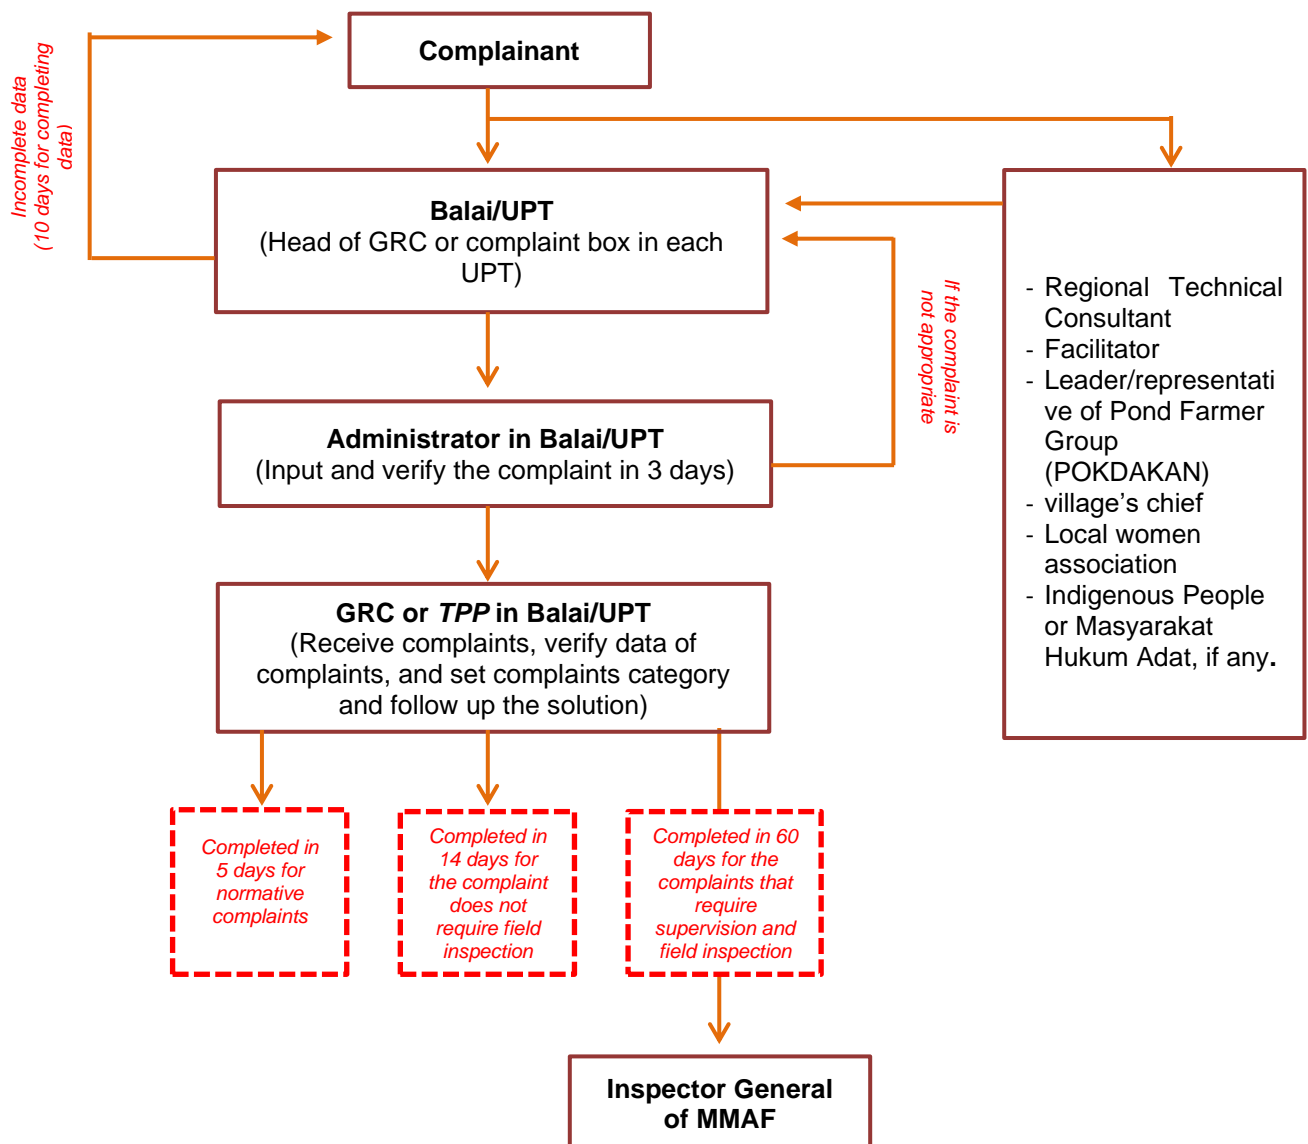 Complainant
Incomplete data
(10 days for completing
data)
Balai/UPT
(Head of GRC or complaint box in each
UPT)
If the complaint is
not appropriate
- Regional Technical
Consultant
- Facilitator
- Leader/representati
ve of Pond Farmer
Group
(POKDAKAN)
- village's chief
- Local women
association
- Indigenous People
or Masyarakat
Hukum Adat, if any.
Administrator in Balai/UPT
(Input and verify the complaint in 3 days)
GRC or TPP in Balai/UPT
(Receive complaints, verify data of
complaints, and set complaints category
and follow up the solution)
Completed in
5 days for
normative
complaints
Completed in
14 days for
the complaint
does not
require field
inspection
Completed in 60
days for the
complaints that
require
supervision and
field inspection
Inspector General
of MMAF